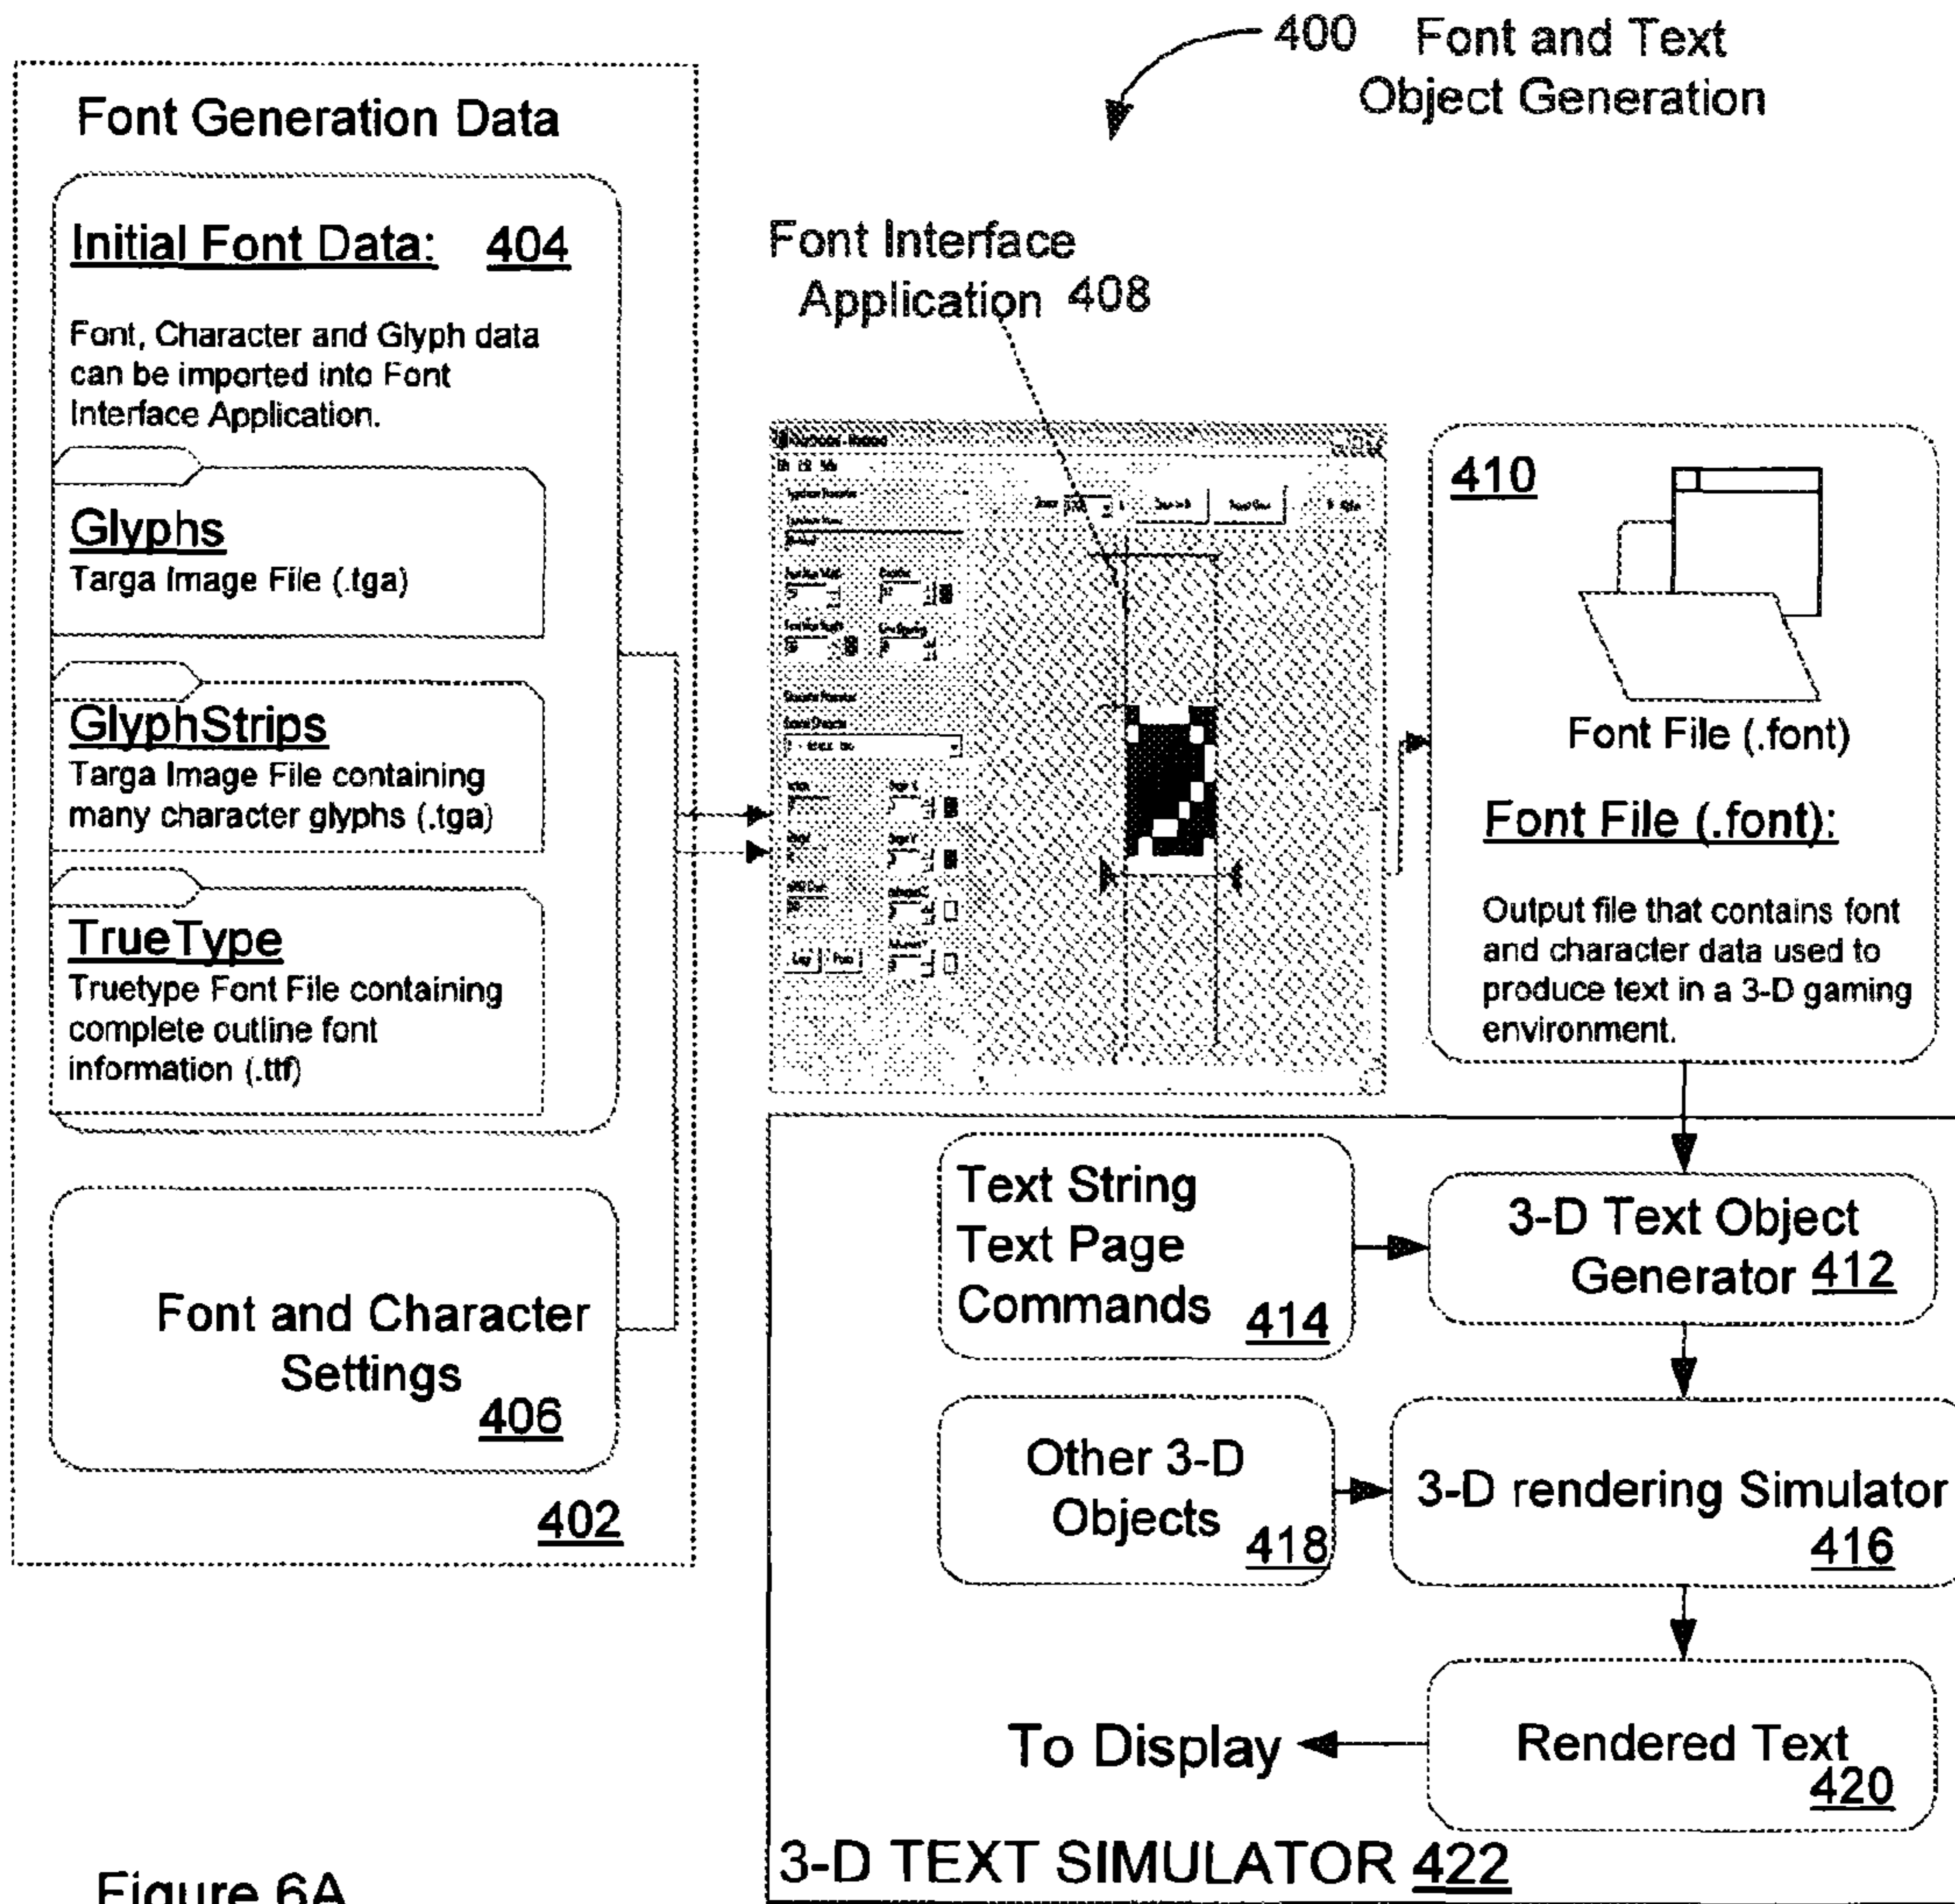 400 Font and Text
Object Generation
Font Generation Data
Initial Font Data: 404
Font, Character and Glyph data
can be imported into Font
Interface Application.
Glyphs
Targa Image File (.tga)
GlyphStrips
Targa Image File containing
many character glyphs (.tga)
TrueType
Truetype Font File containing
complete outline font
information (.ttf)
Font and Character
Settings
406
402
Font Interface
Application 408
410
Font File (.font)
Font File (.font):
Output file that contains font
and character data used to
produce text in a 3-D gaming
environment.
Text String
Text Page
Commands 414
3-D Text Object
Generator 412
Other 3-D
Objects 418
3-D rendering Simulator
416
To Display
Rendered Text
420
3-D TEXT SIMULATOR 422
Figure 6A